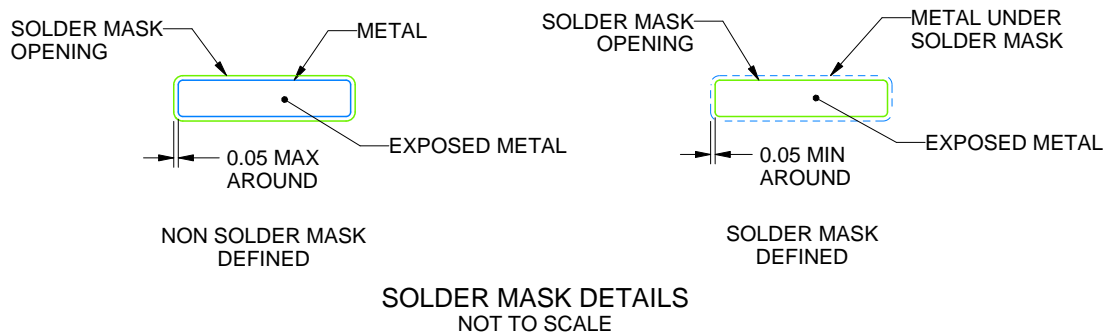 SOLDER MASK
OPENING
METAL
EXPOSED METAL
0.05 MAX
AROUND
NON SOLDER MASK
DEFINED
SOLDER MASK
OPENING
METAL UNDER
SOLDER MASK
EXPOSED METAL
0.05 MIN
AROUND
SOLDER MASK
DEFINED
SOLDER MASK DETAILS
NOT TO SCALE